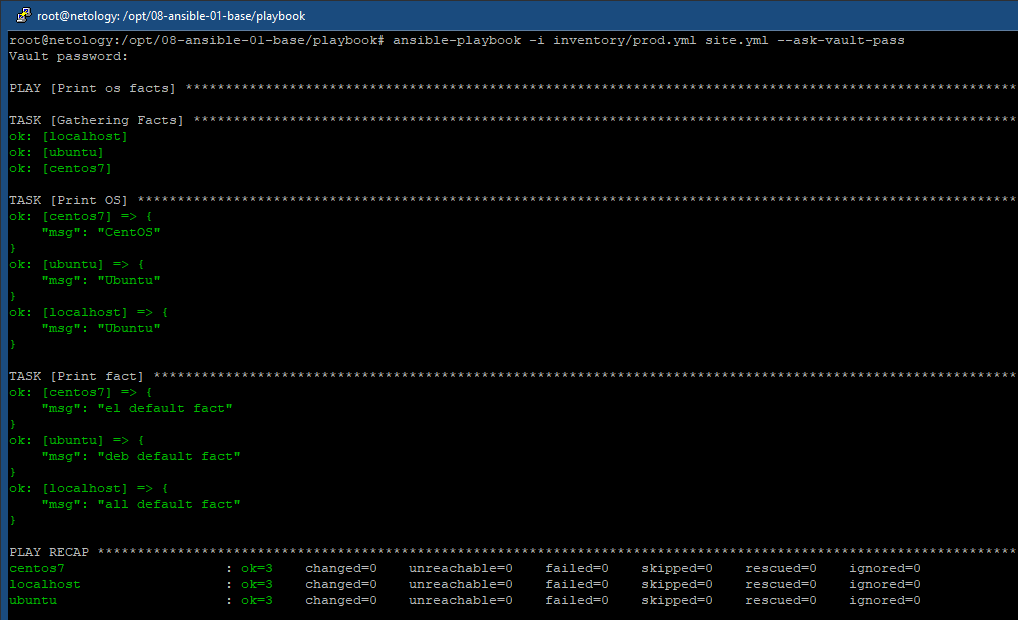 root@netology: /opt/08-ansible-01-base/playbook
root@netology:/opt/08-ansible-01-base/playbook# ansible-playbook -i inventory/prod.yml site.yml --ask-vault-pass
Vault password:
PLAY [Print os facts] ********************************************************************************************************
TASK [Gathering Facts] *******************************************************************************************************
ok: [localhost]
ok: [ubuntu]
ok: [centos7]
TASK [Print OS] **************************************************************************************************************
ok: [centos7] => {
    "msg": "CentOS"
}
ok: [ubuntu] => {
    "msg": "Ubuntu"
}
ok: [localhost] => {
    "msg": "Ubuntu"
}
TASK [Print fact] ************************************************************************************************************
ok: [centos7] => {
    "msg": "el default fact"
}
ok: [ubuntu] => {
    "msg": "deb default fact"
}
ok: [localhost] => {
    "msg": "all default fact"
}
PLAY RECAP *******************************************************************************************************************
centos7                    : ok=3    changed=0    unreachable=0    failed=0    skipped=0    rescued=0    ignored=0
localhost                  : ok=3    changed=0    unreachable=0    failed=0    skipped=0    rescued=0    ignored=0
ubuntu                     : ok=3    changed=0    unreachable=0    failed=0    skipped=0    rescued=0    ignored=0